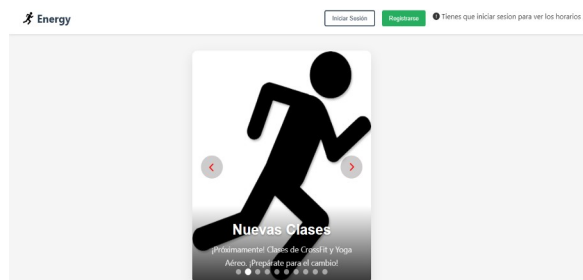 Energy
Iniciar Sesión
Registrarse
Tienes que iniciar sesion para ver los horarios
Nuevas Clases
¡Próximamente! Clases de CrossFit y Yoga
Aéreo. ¡Prepárate para el cambio!